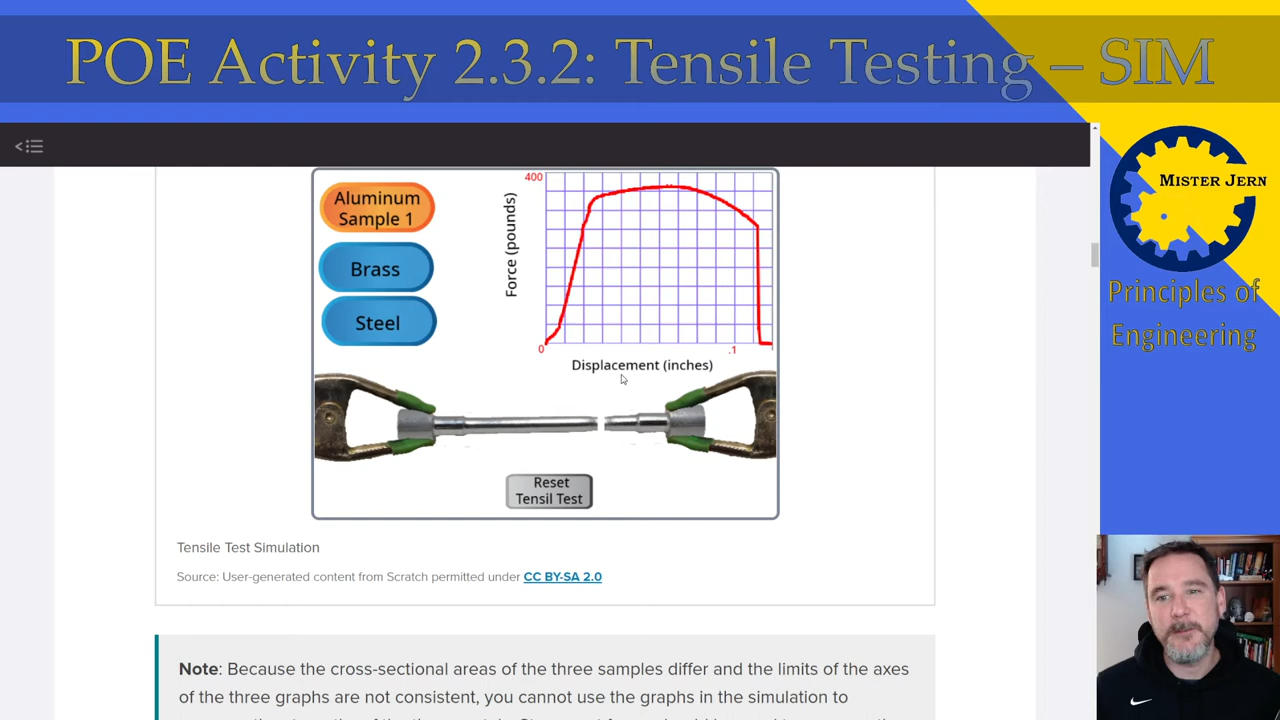 POE Activity 2.3.2: Tensile Testing – SIM
MISTER JERN
Principles of
Engineering
Aluminum
Sample 1
Brass
Steel
400
Force (pounds)
0
.1
Displacement (inches)
Reset
Tensil Test
Tensile Test Simulation
Source: User-generated content from Scratch permitted under CC BY-SA 2.0
Note: Because the cross-sectional areas of the three samples differ and the limits of the axes
of the three graphs are not consistent, you cannot use the graphs in the simulation to